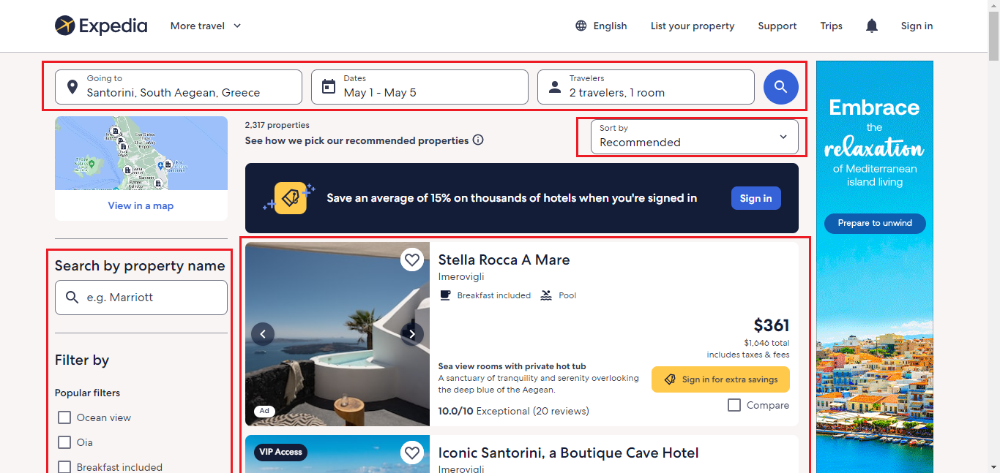 Expedia
More travel
English
List your property
Support
Trips
Sign in
Going to
Santorini, South Aegean, Greece
Dates
May 1 - May 5
Travelers
2 travelers, 1 room
View in a map
Search by property name
e.g. Marriott
Filter by
Popular filters
Ocean view
Oia
Breakfast included
2,317 properties
See how we pick our recommended properties
Sort by
Recommended
Save an average of 15% on thousands of hotels when you're signed in
Sign in
Stella Rocca A Mare
Imerovigli
Breakfast included
Pool
$361
$1,646 total
includes taxes & fees
Sea view rooms with private hot tub
A sanctuary of tranquility and serenity overlooking
the deep blue of the Aegean.
Sign in for extra savings
10.0/10 Exceptional (20 reviews)
Compare
Ad
VIP Access
Iconic Santorini, a Boutique Cave Hotel
Imerovigli
Embrace
the
relaxation
of Mediterranean
island living
Prepare to unwind